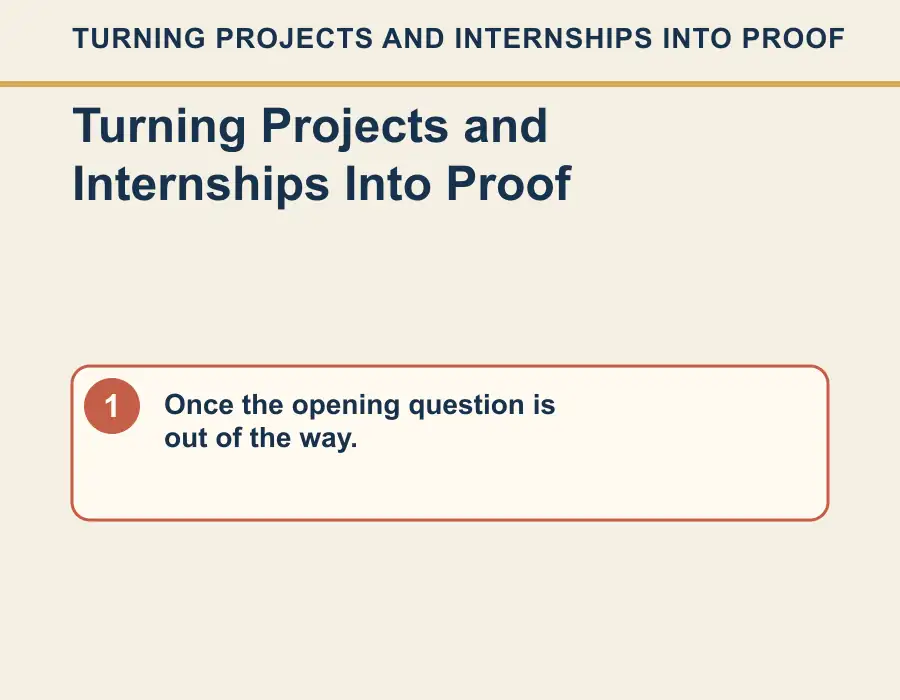 TURNING PROJECTS AND INTERNSHIPS INTO PROOF
Turning Projects and
Internships Into Proof
1
Once the opening question is
out of the way.